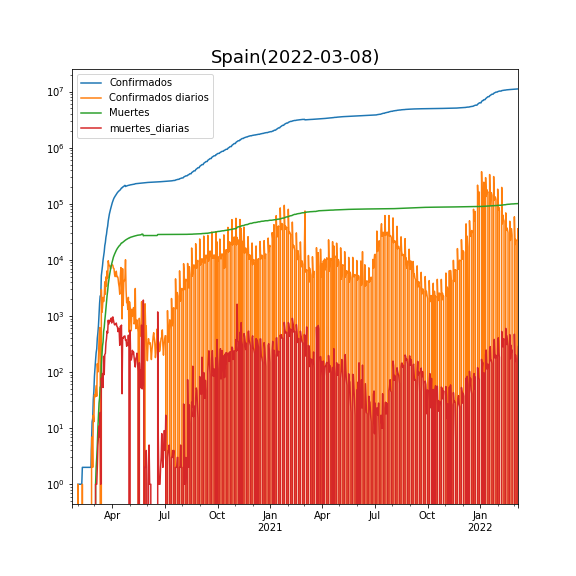 Spain(2022-03-08)
Confirmados
Confirmados diarios
Muertes
muertes_diarias
10⁷
10⁶
10⁵
10⁴
10³
10²
10¹
10⁰
Apr Jul Oct Jan Apr Jul Oct Jan
2021 2022